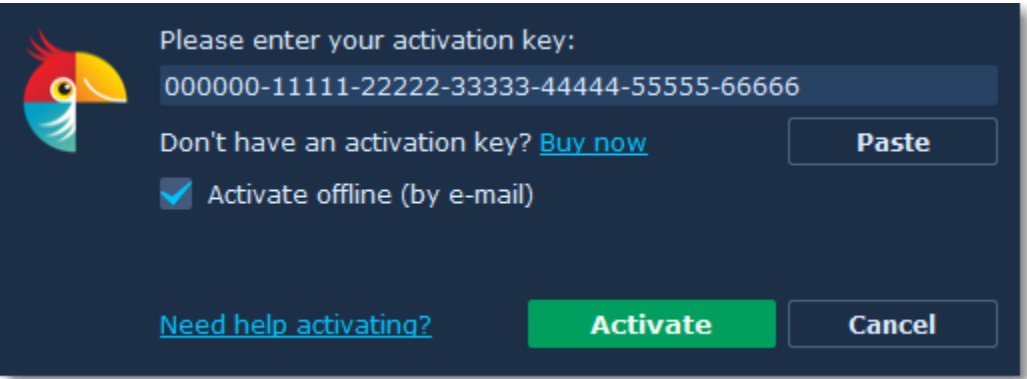 Please enter your activation key:
000000-11111-22222-33333-44444-55555-66666
Don't have an activation key? Buy now
Paste
Activate offline (by e-mail)
Need help activating?
Activate
Cancel